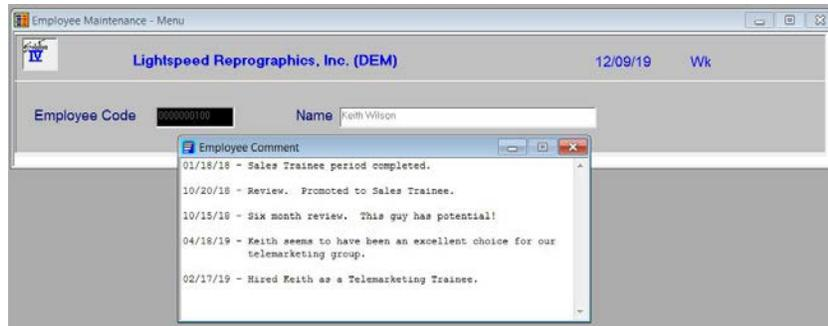 Employee Maintenance - Menu
IV
Lightspeed Reprographics, Inc. (DEM) 12/09/19 Wk
Employee Code 0000000100 Name Keith Wilson
Employee Comment
01/18/18 - Sales Trainee period completed.
10/20/18 - Review. Promoted to Sales Trainee.
10/15/18 - Six month review. This guy has potential!
04/18/19 - Keith seems to have been an excellent choice for our
telemarketing group.
02/17/19 - Hired Keith as a Telemarketing Trainee.